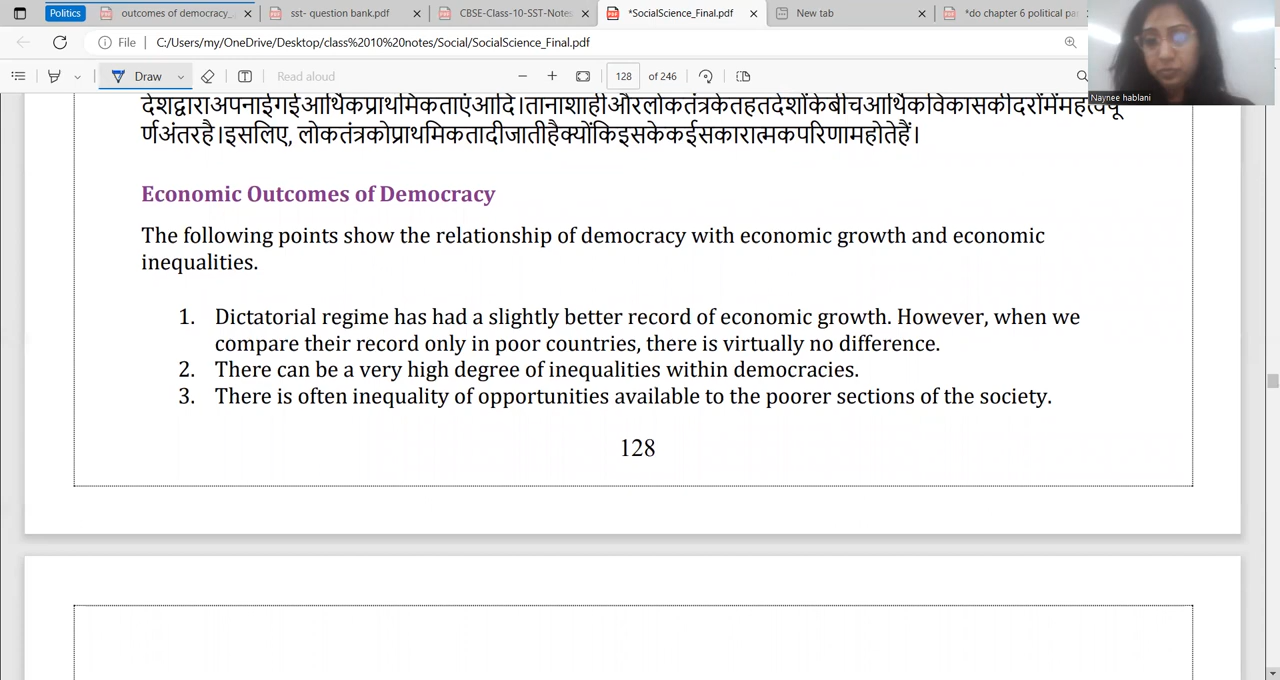 Politics
outcomes of democracy_
sst- question bank.pdf
CBSE-Class-10-SST-Notes
*SocialScience_Final.pdf
New tab
*do chapter 6 political pa
File
C:/Users/my/OneDrive/Desktop/class%2010%20notes/Social/SocialScience_Final.pdf
Draw
Read aloud
128 of 246
Naynee hablani
देशद्वाराअपनाईगईआर्थिकप्राथमिकताएंआदि।तानाशाहीऔरलोकतंत्रकेतहतदेशोंकेबीचआर्थिकविकासकीदरोंमेंमहत्वपू
र्णअंतरहै।इसलिए, लोकतंत्रकोप्राथमिकतादीजातीहैक्योंकिइसकेकईसकारात्मकपरिणामहोतेहैं।
Economic Outcomes of Democracy
The following points show the relationship of democracy with economic growth and economic
inequalities.
1. Dictatorial regime has had a slightly better record of economic growth. However, when we
compare their record only in poor countries, there is virtually no difference.
2. There can be a very high degree of inequalities within democracies.
3. There is often inequality of opportunities available to the poorer sections of the society.
128